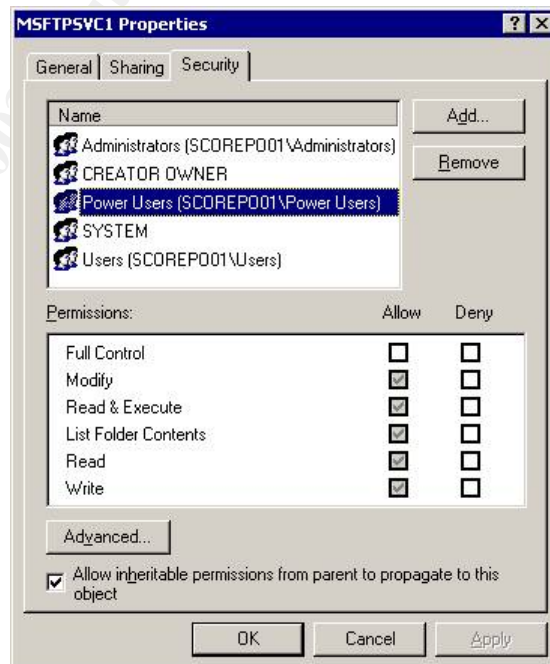 MSFTPSVC1 Properties
General Sharing Security
Name
Administrators (SCOREPO01\Administrators)
CREATOR OWNER
Power Users (SCOREPO01\Power Users)
SYSTEM
Users (SCOREPO01\Users)
Add...
Remove
Permissions: Allow Deny
Full Control
Modify
Read & Execute
List Folder Contents
Read
Write
Advanced...
Allow inheritable permissions from parent to propagate to this
object
OK Cancel Apply